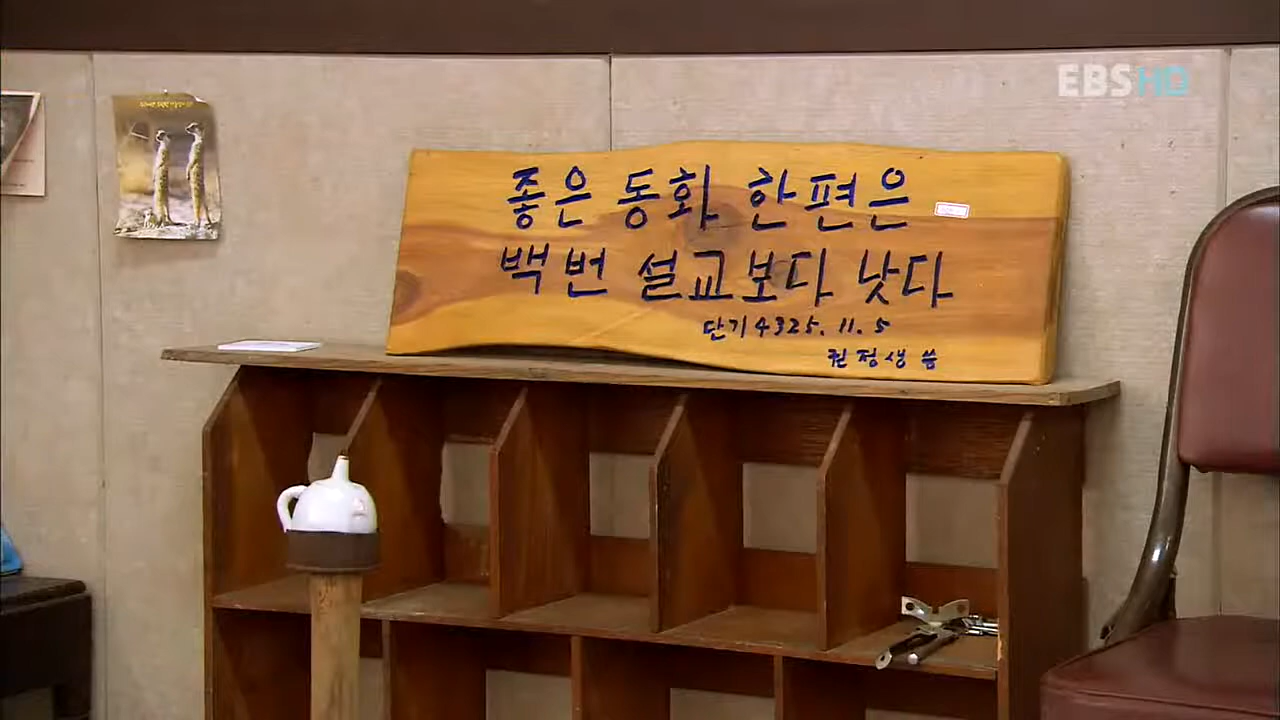 EBS HD
좋은 동화 한편은
백번 설교보다 낫다
단기 4325. 11. 5
권정생 씀